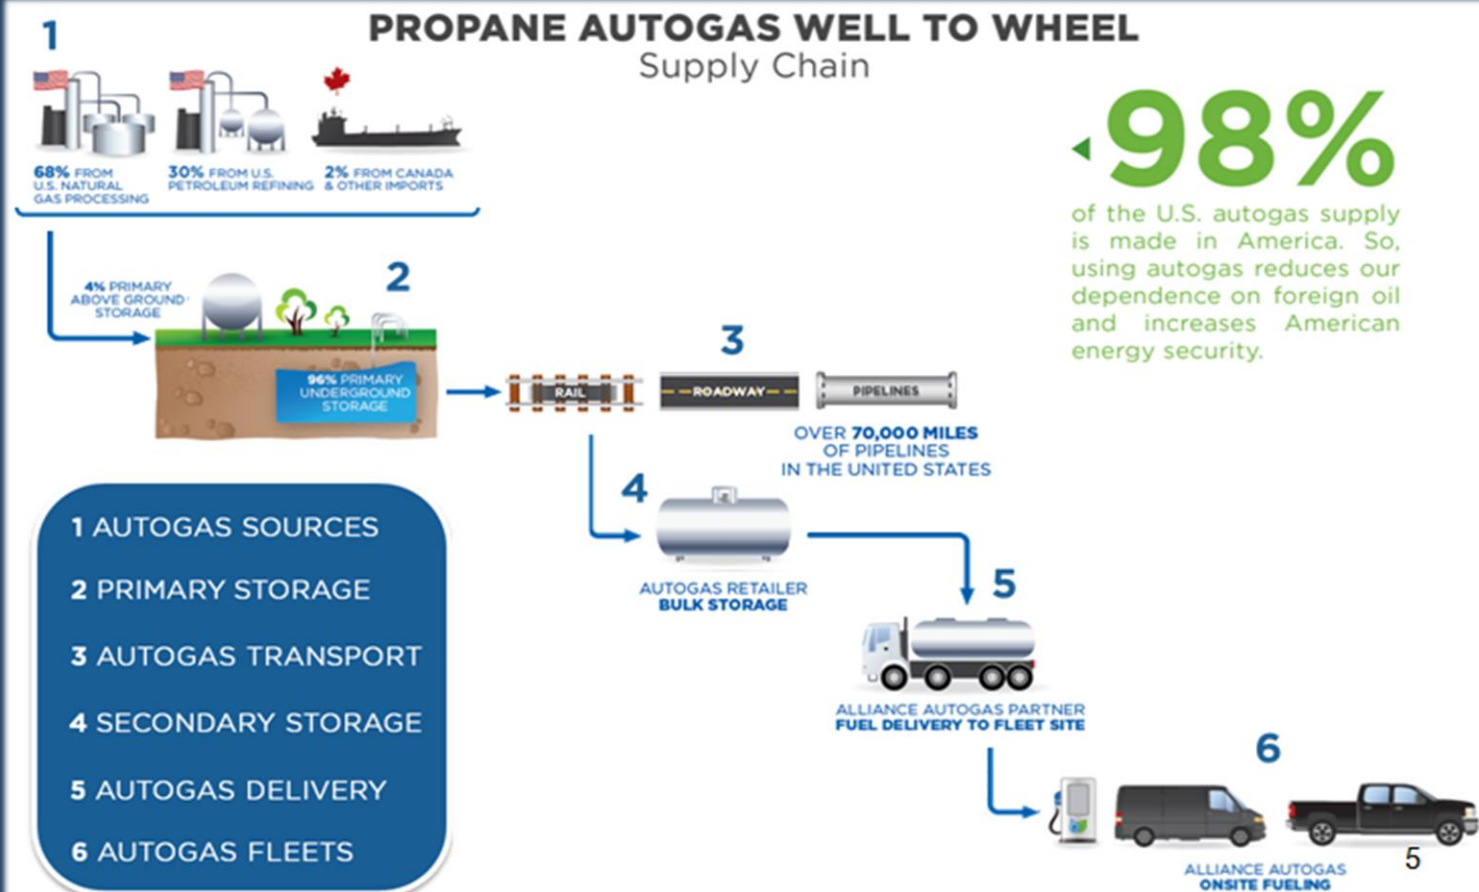 PROPANE AUTOGAS WELL TO WHEEL
Supply Chain
1
68% FROM
U.S. NATURAL
GAS PROCESSING
30% FROM U.S.
PETROLEUM REFINING
2% FROM CANADA
& OTHER IMPORTS
98%
of the U.S. autogas supply
is made in America. So,
using autogas reduces our
dependence on foreign oil
and increases American
energy security.
2
4% PRIMARY
ABOVE GROUND
STORAGE
96% PRIMARY
UNDERGROUND
STORAGE
3
RAIL
ROADWAY
PIPELINES
OVER 70,000 MILES
OF PIPELINES
IN THE UNITED STATES
4
AUTOGAS RETAILER
BULK STORAGE
5
ALLIANCE AUTOGAS PARTNER
FUEL DELIVERY TO FLEET SITE
6
ALLIANCE AUTOGAS
ONSITE FUELING
1 AUTOGAS SOURCES
2 PRIMARY STORAGE
3 AUTOGAS TRANSPORT
4 SECONDARY STORAGE
5 AUTOGAS DELIVERY
6 AUTOGAS FLEETS
5